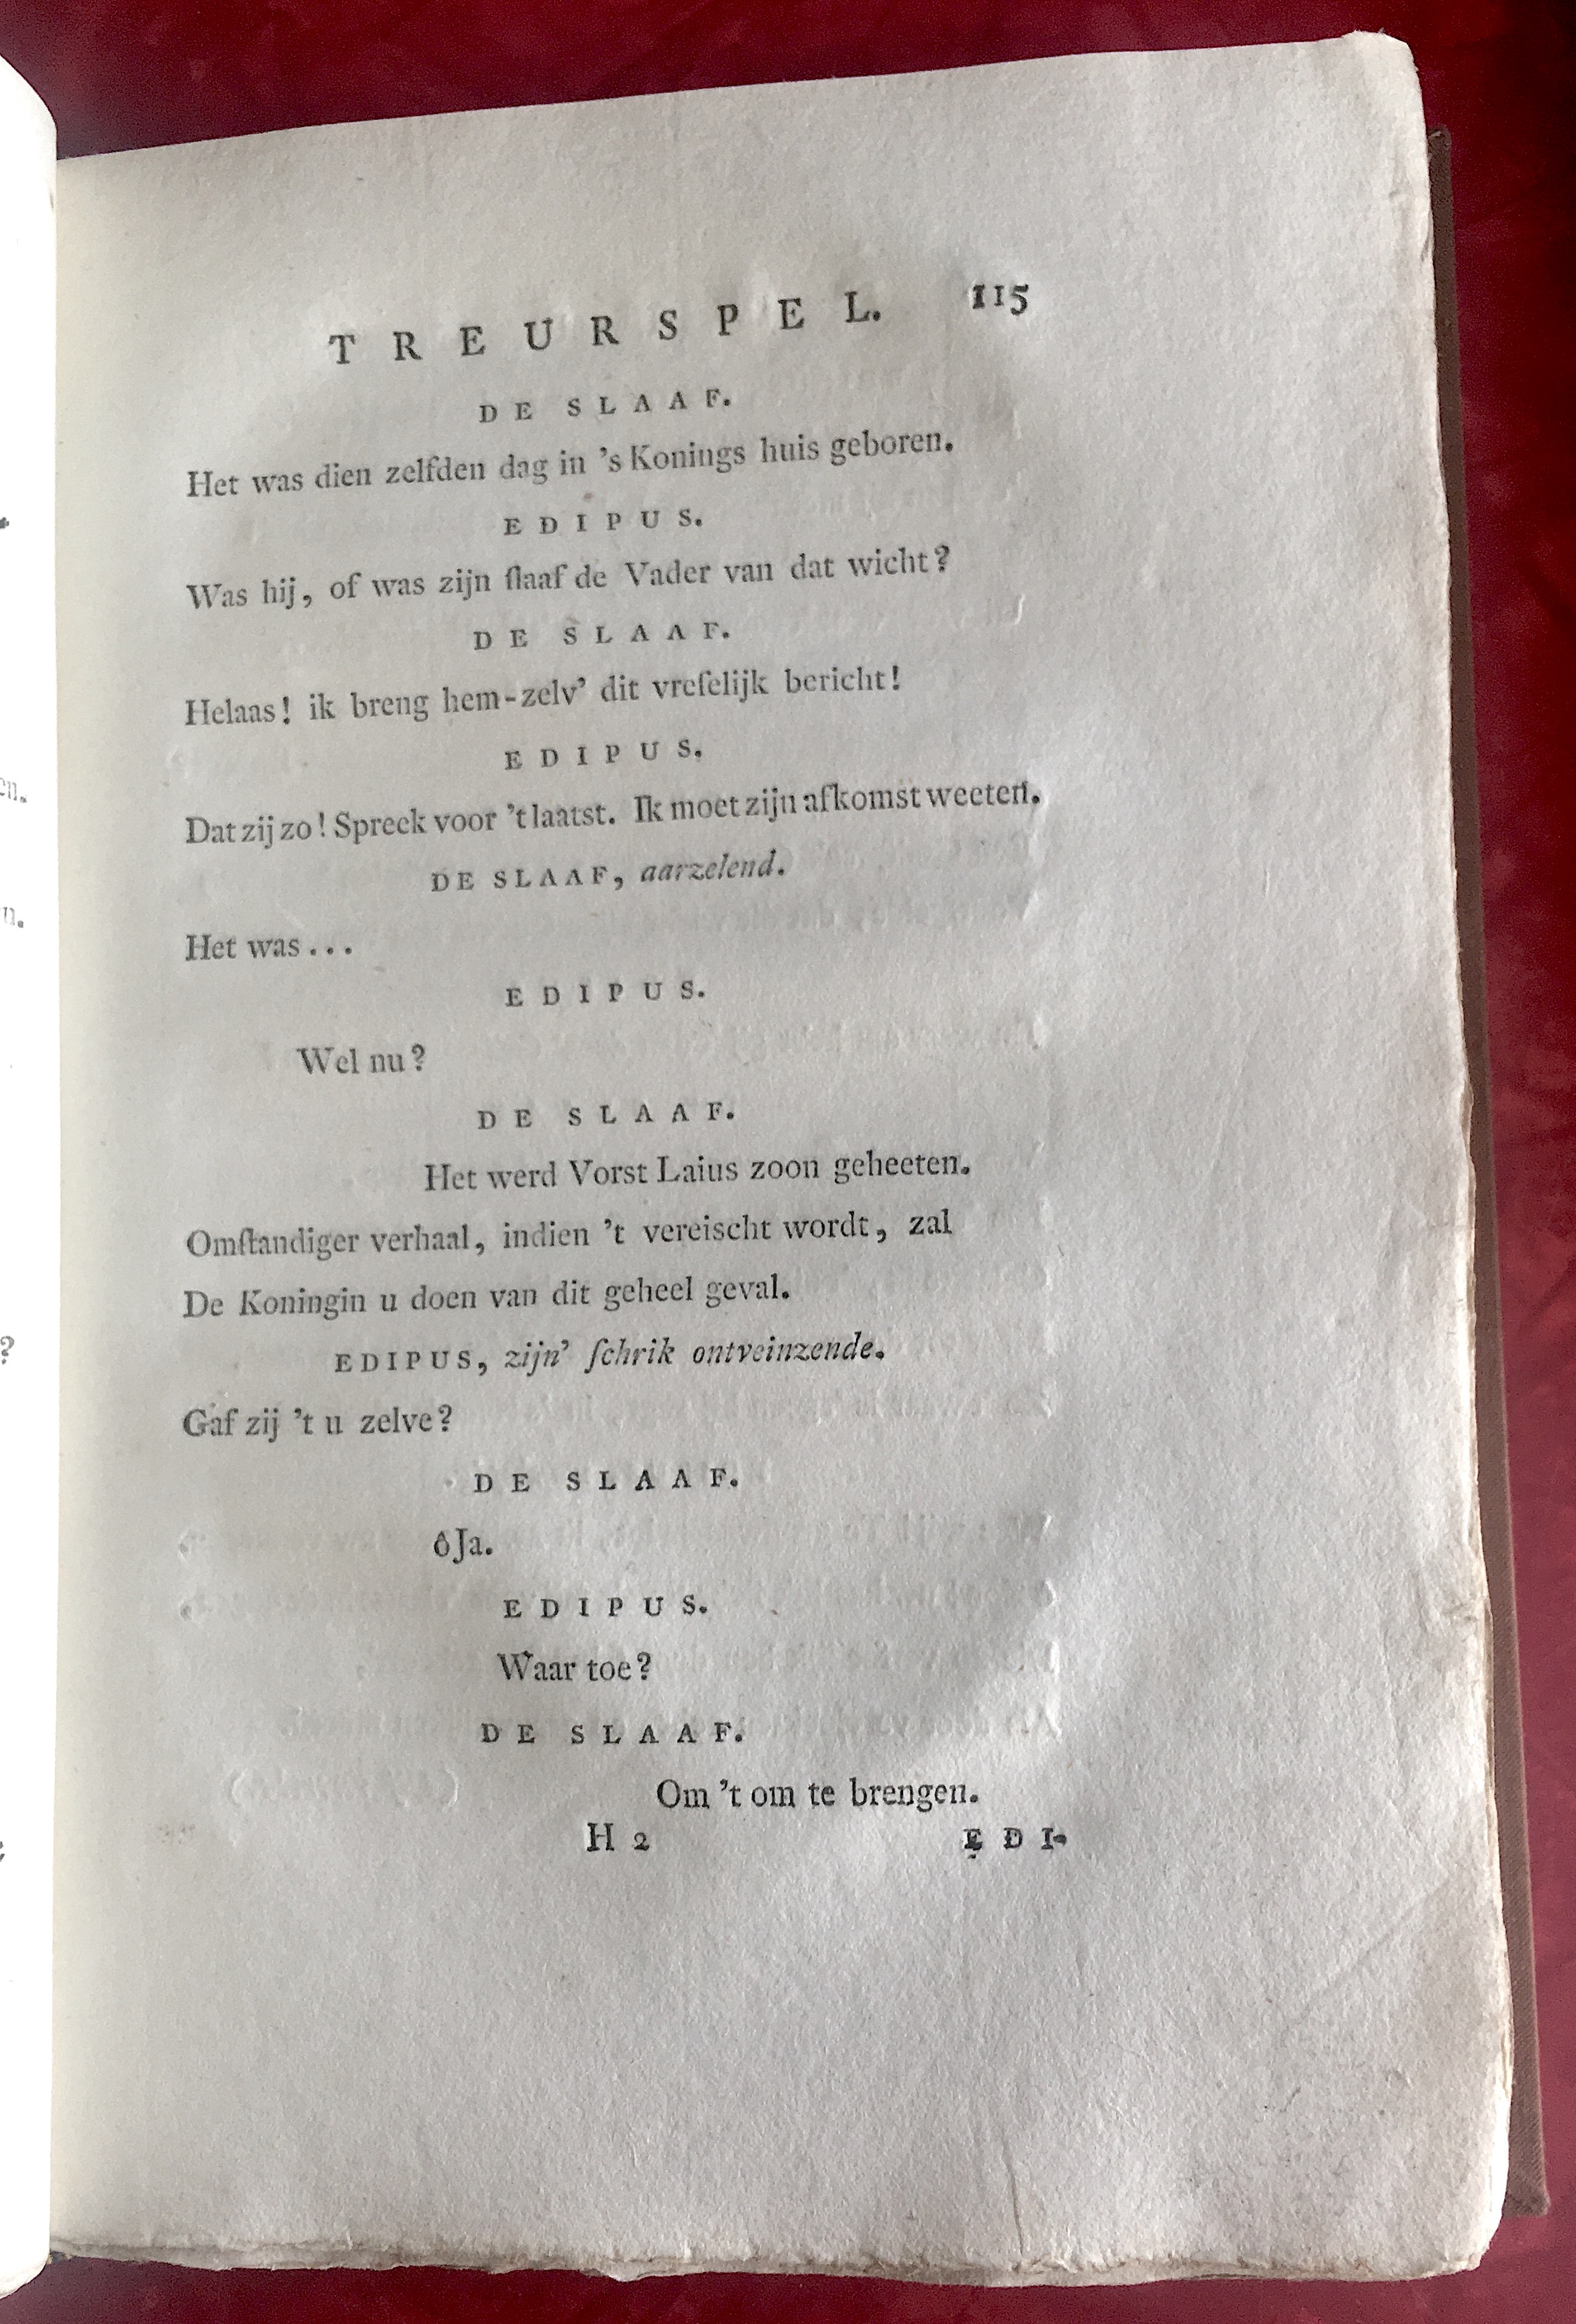 TREURSPEL. 115
DE SLAAF.
Het was dien zelfden dag in 's Konings huis geboren.
EDIPUS.
Was hij, of was zijn ſlaaf de Vader van dat wicht?
DE SLAAF.
Helaas! ik breng hem-zelv' dit vreſelijk bericht!
EDIPUS.
Dat zij zo! Spreek voor 't laatst. Ik moet zijn afkomst weeten.
DE SLAAF, aarzelend.
Het was...
EDIPUS.
Wel nu?
DE SLAAF.
Het werd Vorst Laius zoon geheeten.
Omſtandiger verhaal, indien 't vereischt wordt, zal
De Koningin u doen van dit geheel geval.
EDIPUS, zijn' ſchrik ontveinzende.
Gaf zij 't u zelve?
DE SLAAF.
ô Ja.
EDIPUS.
Waar toe?
DE SLAAF.
Om 't om te brengen.
H 2 EDI-